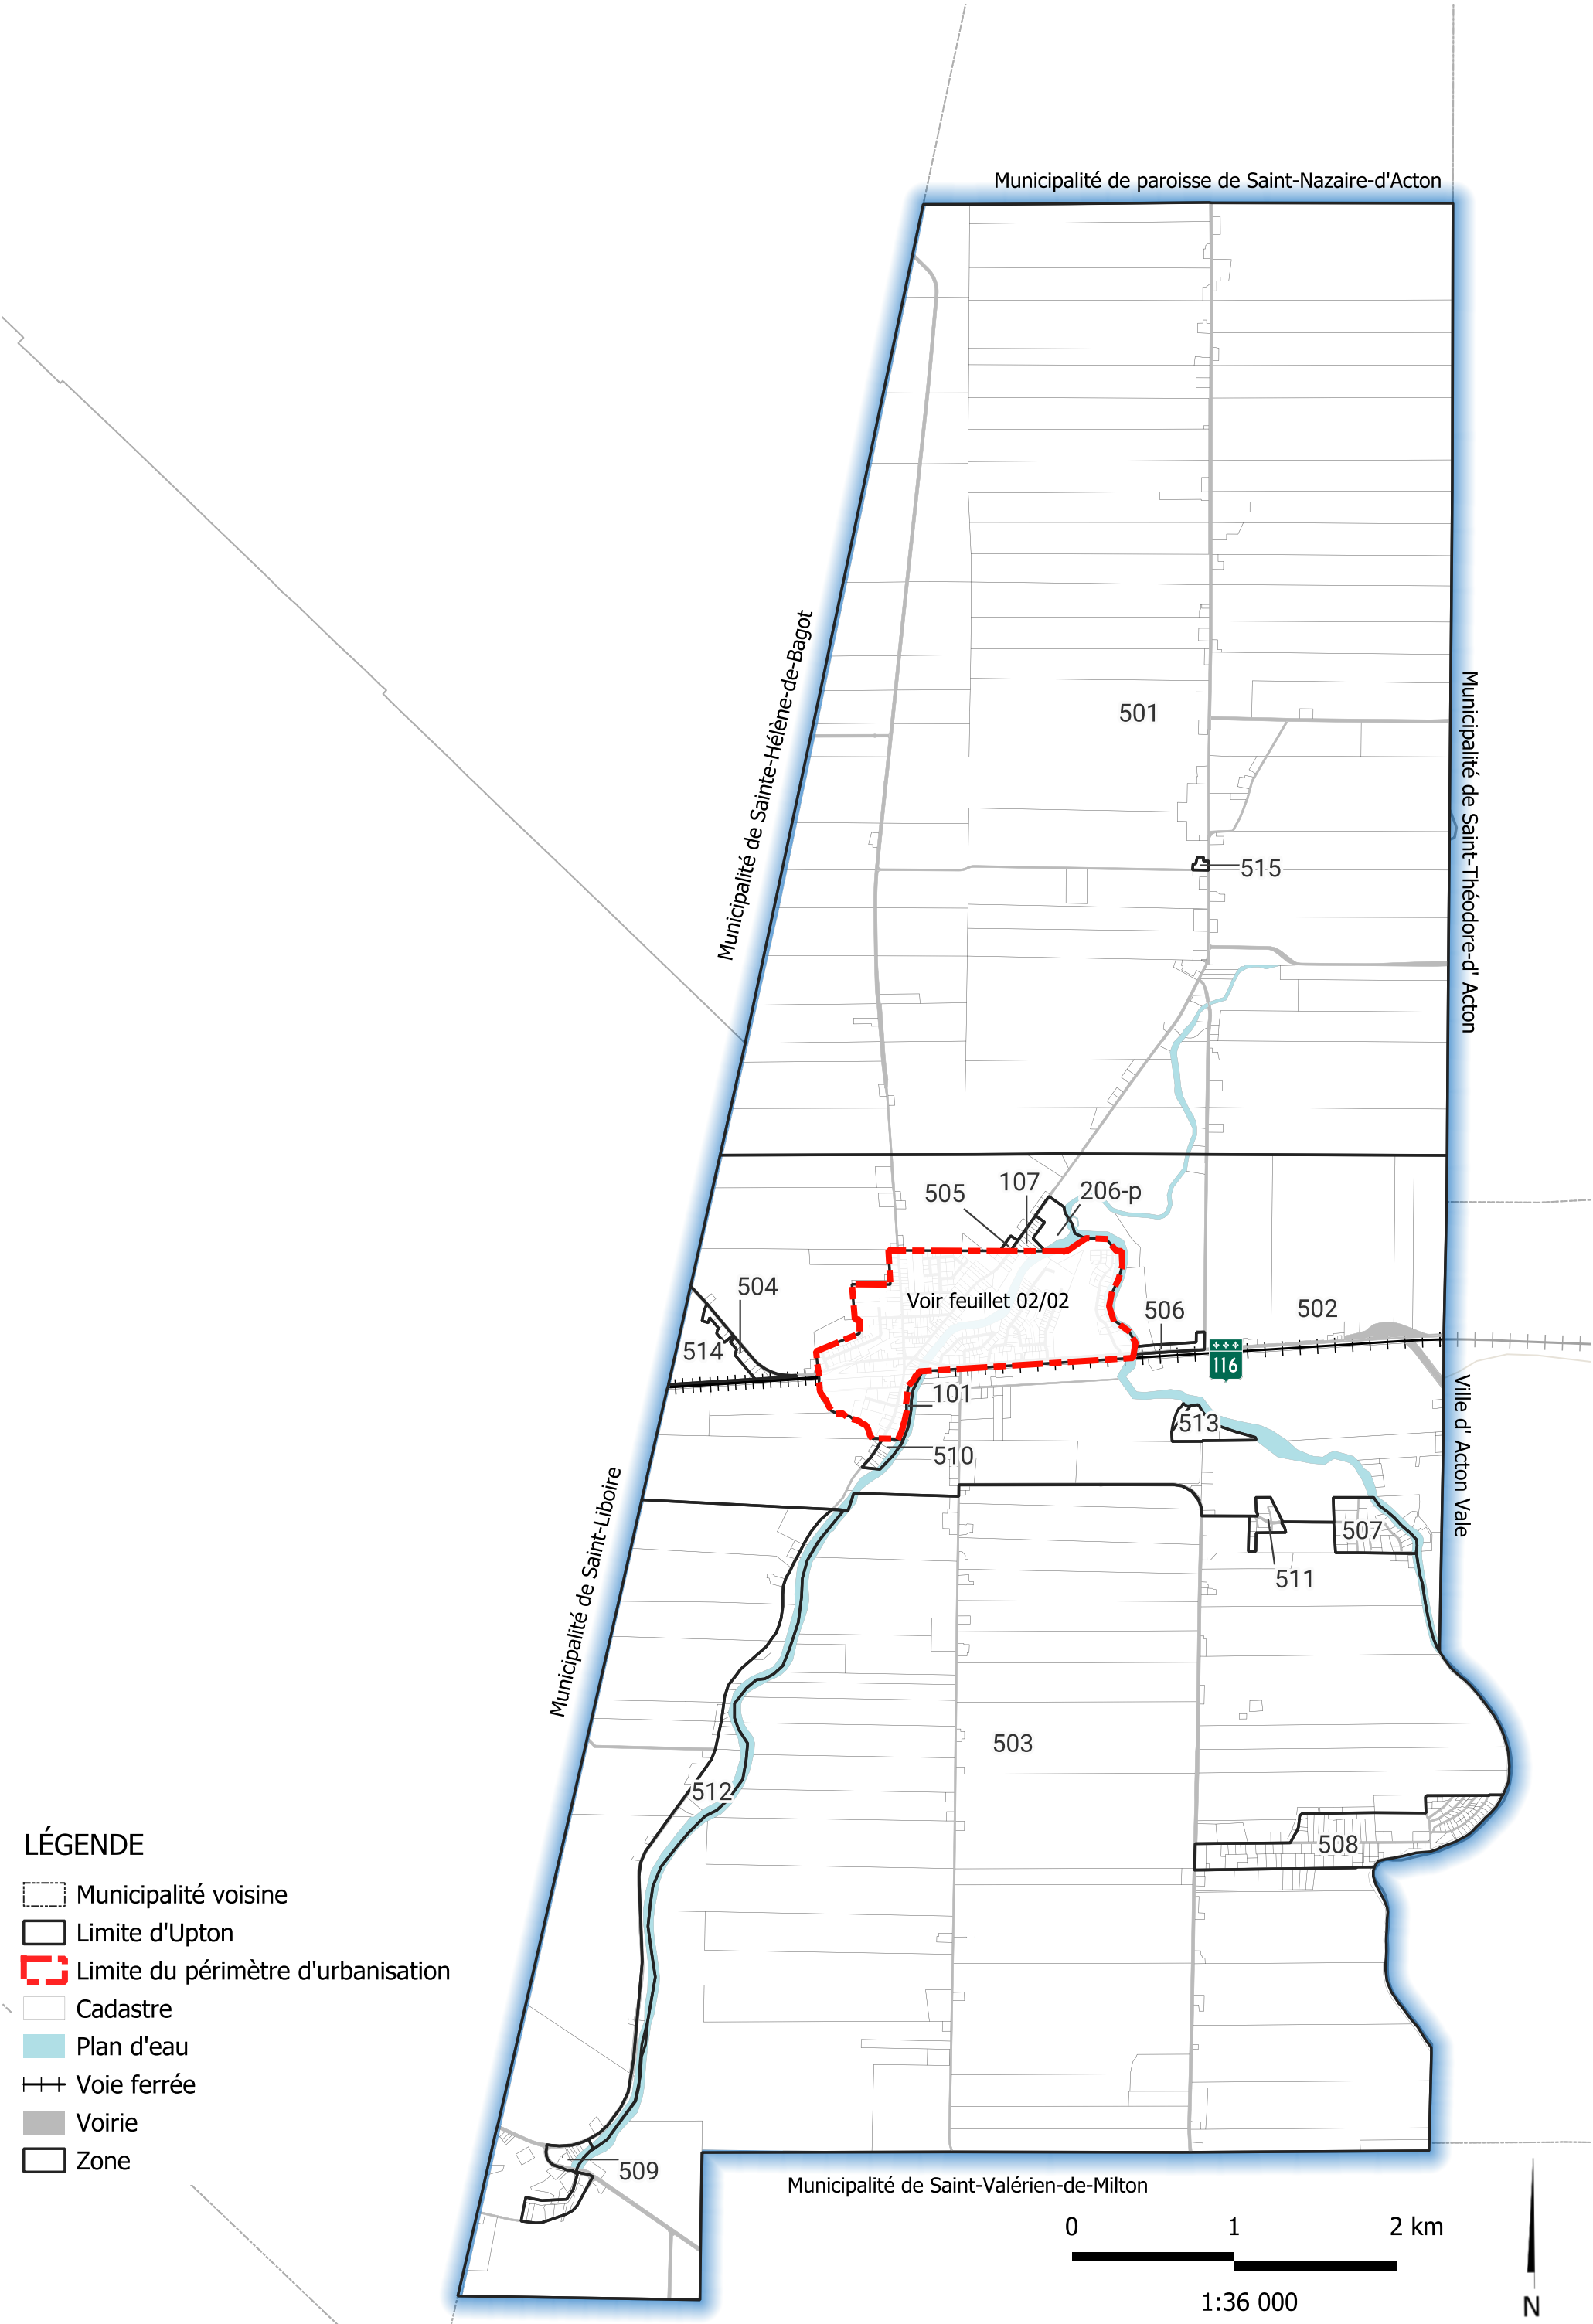 Municipalité de paroisse de Saint-Nazaire-d'Acton
Municipalité de Sainte-Hélène-de-Bagot
Municipalité de Saint-Théodore-d' Acton
501
515
505
107
206-p
504
514
Voir feuillet 02/02
506
502
116
101
513
510
Ville d' Acton Vale
507
511
Municipalité de Saint-Liboire
503
512
508
509
LÉGENDE
Municipalité voisine
Limite d'Upton
Limite du périmètre d'urbanisation
Cadastre
Plan d'eau
Voie ferrée
Voirie
Zone
Municipalité de Saint-Valérien-de-Milton
0 1 2 km
1:36 000
N